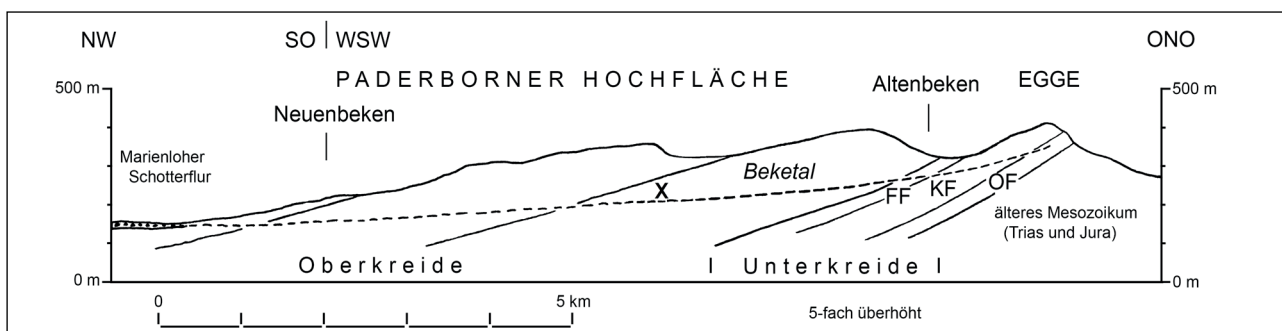 NW SO WSW ONO
PADERBORNER HOCHFLÄCHE EGGE
500 m Altenbeken 500 m
Neuenbeken
Marienloher
Schotterflur
Beketal
X FF KF OF
älteres Mesozoikum
(Trias und Jura)
0 m Oberkreide I Unterkreide I 0 m
0 5 km 5-fach überhöht